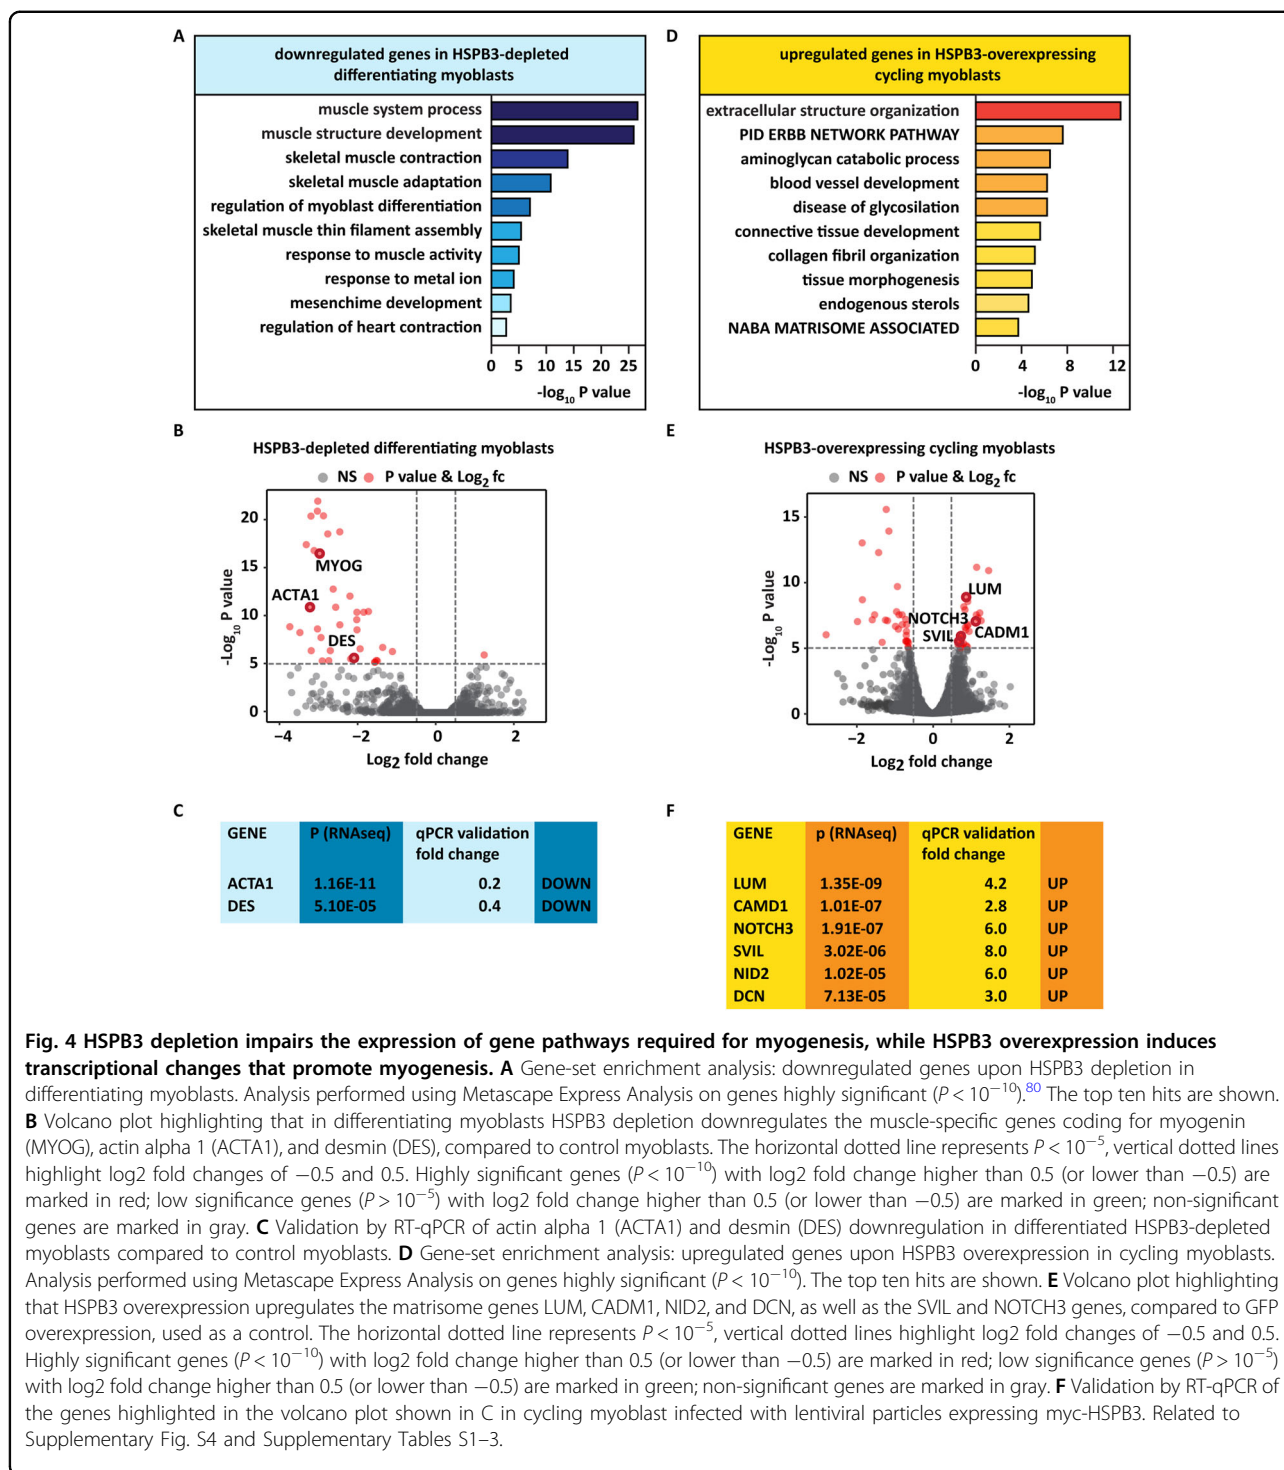 A
downregulated genes in HSPB3-depleted
differentiating myoblasts
muscle system process
muscle structure development
skeletal muscle contraction
skeletal muscle adaptation
regulation of myoblast differentiation
skeletal muscle thin filament assembly
response to muscle activity
response to metal ion
mesenchime development
regulation of heart contraction
0 5 10 15 20 25
-log10 P value
D
upregulated genes in HSPB3-overexpressing
cycling myoblasts
extracellular structure organization
PID ERBB NETWORK PATHWAY
aminoglycan catabolic process
blood vessel development
disease of glycosilation
connective tissue development
collagen fibril organization
tissue morphogenesis
endogenous sterols
NABA MATRISOME ASSOCIATED
0 4 8 12
-log10 P value
B
HSPB3-depleted differentiating myoblasts
NS P value & Log2 fc
20
15
10
5
0
-Log10 P value
MYOG
ACTA1
DES
−4 −2 0 2
Log2 fold change
E
HSPB3-overexpressing cycling myoblasts
NS P value & Log2 fc
15
10
5
0
-Log10 P value
LUM
NOTCH3
SVIL
CADM1
−2 0 2
Log2 fold change
C
GENE P (RNAseq) qPCR validation
fold change
ACTA1 1.16E-11 0.2 DOWN
DES 5.10E-05 0.4 DOWN
F
GENE p (RNAseq) qPCR validation
fold change
LUM 1.35E-09 4.2 UP
CAMD1 1.01E-07 2.8 UP
NOTCH3 1.91E-07 6.0 UP
SVIL 3.02E-06 8.0 UP
NID2 1.02E-05 6.0 UP
DCN 7.13E-05 3.0 UP
Fig. 4 HSPB3 depletion impairs the expression of gene pathways required for myogenesis, while HSPB3 overexpression induces
transcriptional changes that promote myogenesis. A Gene-set enrichment analysis: downregulated genes upon HSPB3 depletion in
differentiating myoblasts. Analysis performed using Metascape Express Analysis on genes highly significant (P < 10−10).80 The top ten hits are shown.
B Volcano plot highlighting that in differentiating myoblasts HSPB3 depletion downregulates the muscle-specific genes coding for myogenin
(MYOG), actin alpha 1 (ACTA1), and desmin (DES), compared to control myoblasts. The horizontal dotted line represents P < 10−5, vertical dotted lines
highlight log2 fold changes of −0.5 and 0.5. Highly significant genes (P < 10−10) with log2 fold change higher than 0.5 (or lower than −0.5) are
marked in red; low significance genes (P > 10−5) with log2 fold change higher than 0.5 (or lower than −0.5) are marked in green; non-significant
genes are marked in gray. C Validation by RT-qPCR of actin alpha 1 (ACTA1) and desmin (DES) downregulation in differentiated HSPB3-depleted
myoblasts compared to control myoblasts. D Gene-set enrichment analysis: upregulated genes upon HSPB3 overexpression in cycling myoblasts.
Analysis performed using Metascape Express Analysis on genes highly significant (P < 10−10). The top ten hits are shown. E Volcano plot highlighting
that HSPB3 overexpression upregulates the matrisome genes LUM, CADM1, NID2, and DCN, as well as the SVIL and NOTCH3 genes, compared to GFP
overexpression, used as a control. The horizontal dotted line represents P < 10−5, vertical dotted lines highlight log2 fold changes of −0.5 and 0.5.
Highly significant genes (P < 10−10) with log2 fold change higher than 0.5 (or lower than −0.5) are marked in red; low significance genes (P > 10−5)
with log2 fold change higher than 0.5 (or lower than −0.5) are marked in green; non-significant genes are marked in gray. F Validation by RT-qPCR of
the genes highlighted in the volcano plot shown in C in cycling myoblast infected with lentiviral particles expressing myc-HSPB3. Related to
Supplementary Fig. S4 and Supplementary Tables S1–3.